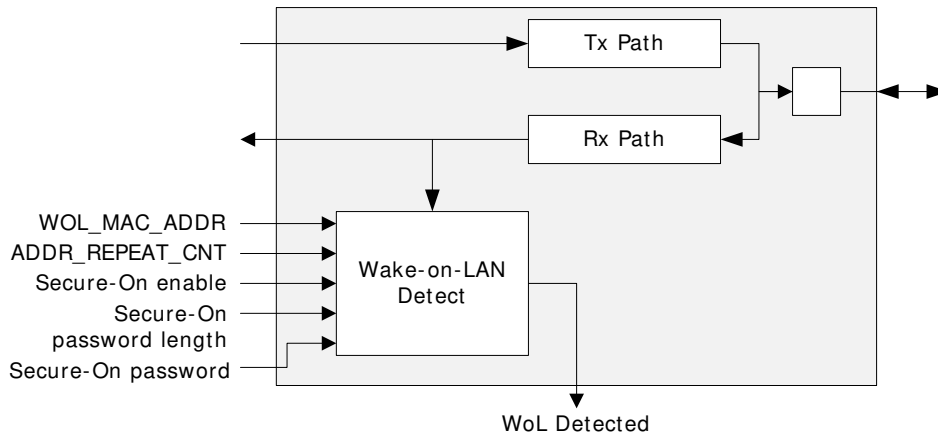 Tx Path
Rx Path
WOL_MAC_ADDR
ADDR_REPEAT_CNT
Secure-On enable
Secure-On
password length
Secure-On password
Wake-on-LAN
Detect
WoL Detected